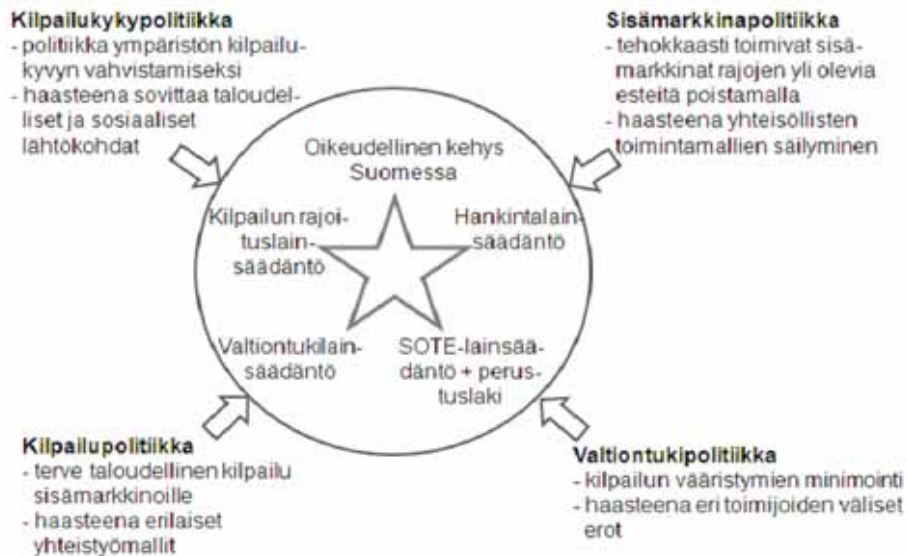 Kilpailukykypolitiikka
- politiikka ympäristön kilpailu-
kyvyn vahvistamiseksi
- haasteena sovittaa taloudel-
liset ja sosiaaliset
lähtökohdat
Sisämarkkinapolitiikka
- tehokkaasti toimivat sisä-
markkinat rajojen yli olevia
esteitä poistamalla
- haasteena yhteisöllisten
toimintamallien säilyminen
Oikeudellinen kehys
Suomessa
Kilpailun rajoi-
tuslain-
säädäntö
Hankintalain-
säädäntö
Valtiontukilain-
säädäntö
SOTE-lainsää-
däntö + perus-
tuslaki
Kilpailupolitiikka
- terve taloudellinen kilpailu
sisämarkkinoille
- haasteena erilaiset
yhteistyömallit
Valtiontukipolitiikka
- kilpailun vääristymien minimointi
- haasteena eri toimijoiden väliset
erot